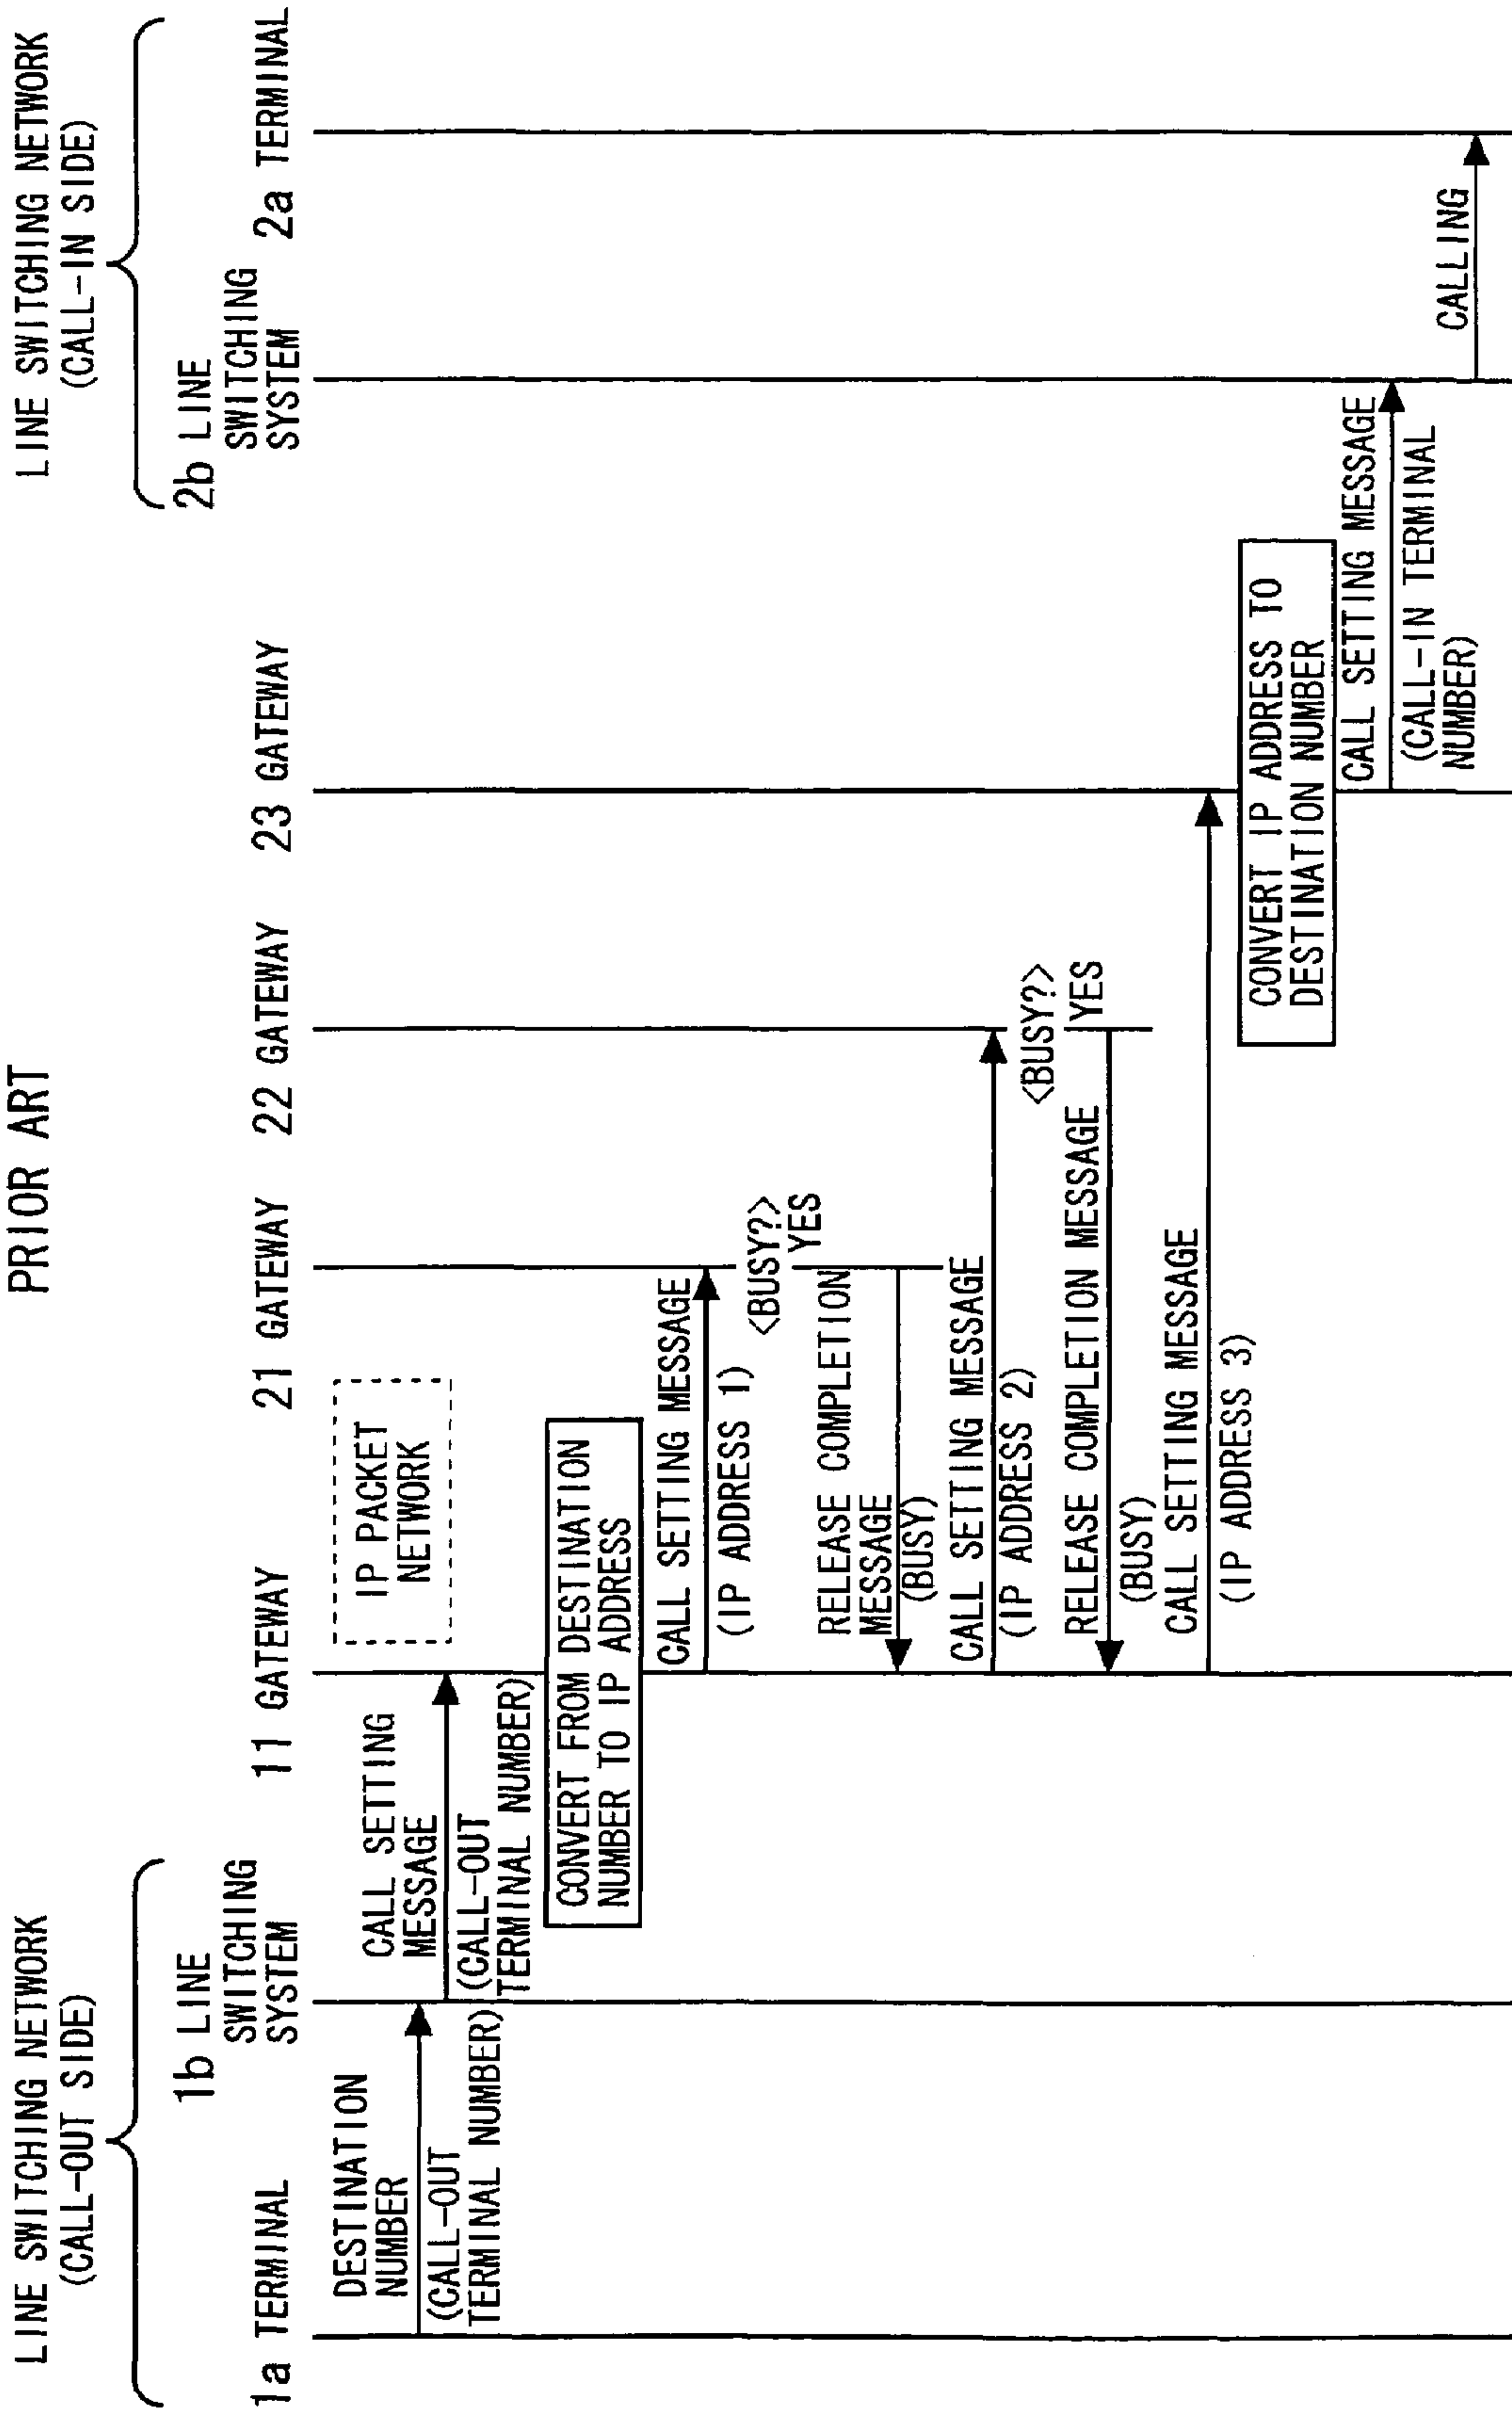 PRIOR ART
LINE SWITCHING NETWORK
(CALL-OUT SIDE)
LINE SWITCHING NETWORK
(CALL-IN SIDE)
1a TERMINAL
1b LINE
SWITCHING
SYSTEM
11 GATEWAY
21 GATEWAY
22 GATEWAY
23 GATEWAY
2b LINE
SWITCHING
SYSTEM
2a TERMINAL
IP PACKET
NETWORK
DESTINATION
NUMBER
(CALL-OUT
TERMINAL NUMBER)
CALL SETTING
MESSAGE
(CALL-OUT
TERMINAL NUMBER)
CONVERT FROM DESTINATION
NUMBER TO IP ADDRESS
CALL SETTING MESSAGE
(IP ADDRESS 1)
<BUSY?>
YES
RELEASE COMPLETION
MESSAGE
(BUSY)
CALL SETTING MESSAGE
(IP ADDRESS 2)
<BUSY?>
YES
RELEASE COMPLETION MESSAGE
(BUSY)
CALL SETTING MESSAGE
(IP ADDRESS 3)
CONVERT IP ADDRESS TO
DESTINATION NUMBER
CALL SETTING MESSAGE
(CALL-IN TERMINAL
NUMBER)
CALLING